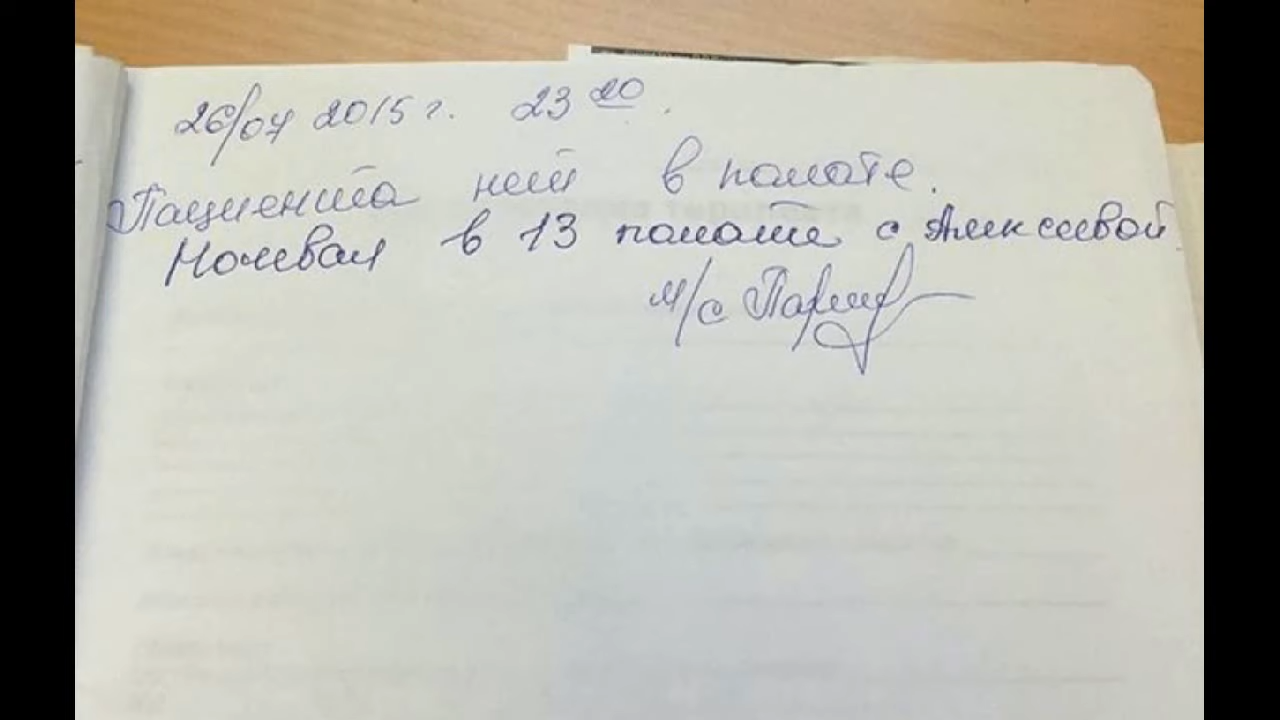 26/07 2015 г. 23 20.
Пациента нет в палате.
Ночевал в 13 палате с Алексеевой.
м/с